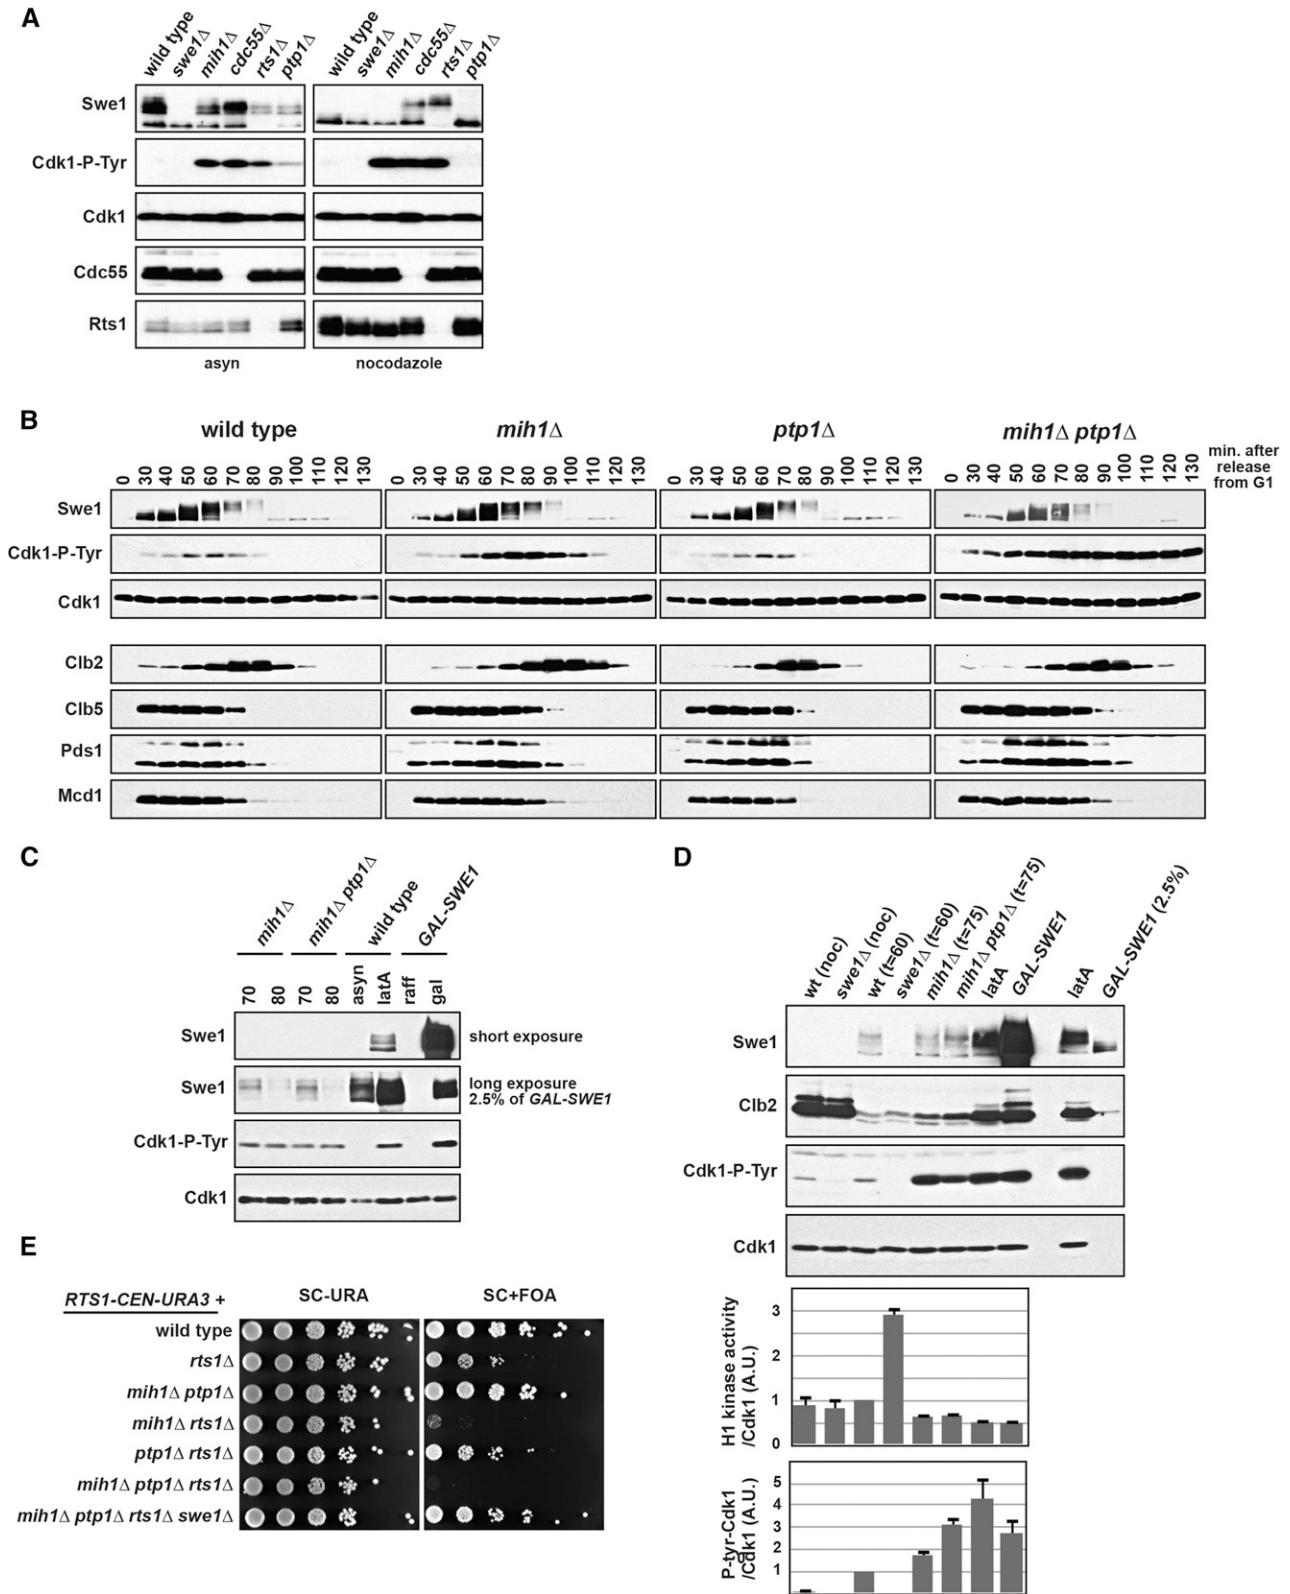 A
wild type swe1Δ mih1Δ cdc55Δ rts1Δ ptp1Δ wild type swe1Δ mih1Δ cdc55Δ rts1Δ ptp1Δ
Swe1
Cdk1-P-Tyr
Cdk1
Cdc55
Rts1
asyn nocodazole
B
wild type mih1Δ ptp1Δ mih1Δ ptp1Δ
0 30 40 50 60 70 80 90 100 110 120 130 0 30 40 50 60 70 80 90 100 110 120 130 0 30 40 50 60 70 80 90 100 110 120 130 0 30 40 50 60 70 80 90 100 110 120 130
min. after
release
from G1
Swe1
Cdk1-P-Tyr
Cdk1
Clb2
Clb5
Pds1
Mcd1
C
mih1Δ mih1Δ ptp1Δ wild type GAL-SWE1
70 80 70 80 asyn latA raff gal
Swe1 short exposure
Swe1 long exposure
2.5% of GAL-SWE1
Cdk1-P-Tyr
Cdk1
D
wt (noc) swe1Δ (noc) wt (t=60) swe1Δ (t=60) mih1Δ (t=75) mih1Δ ptp1Δ (t=75) latA GAL-SWE1 latA GAL-SWE1 (2.5%)
Swe1
Clb2
Cdk1-P-Tyr
Cdk1
H1 kinase activity
/Cdk1 (A.U.)
3
2
1
0
P-tyr-Cdk1
/Cdk1 (A.U.)
5
4
3
2
1
E
RTS1-CEN-URA3 + SC-URA SC+FOA
wild type
rts1Δ
mih1Δ ptp1Δ
mih1Δ rts1Δ
ptp1Δ rts1Δ
mih1Δ ptp1Δ rts1Δ
mih1Δ ptp1Δ rts1Δ swe1Δ